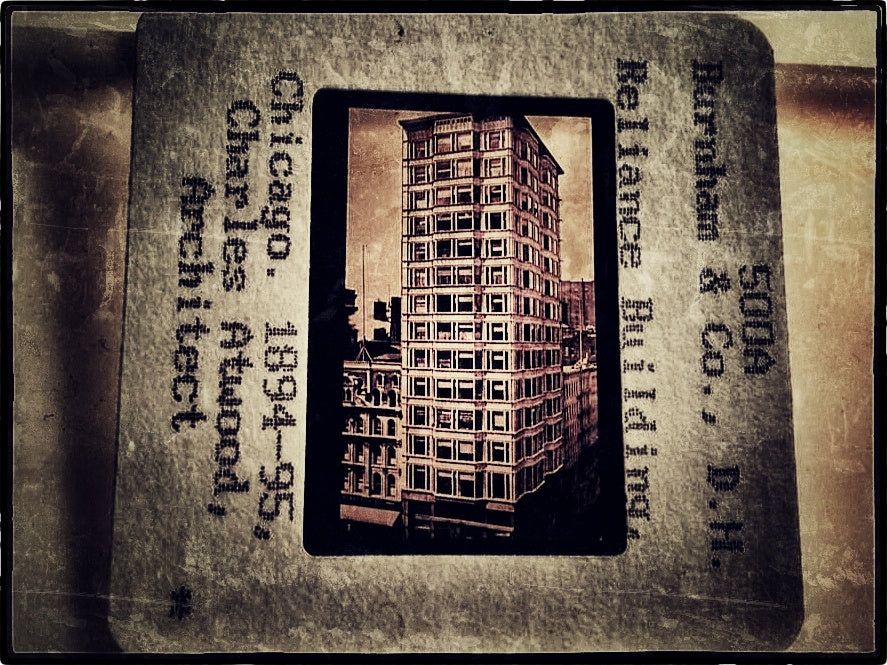 500A
Burnham & Co., D.H.
Reliance Building,
Chicago. 1894-95,
Charles Atwood,
Architect
*